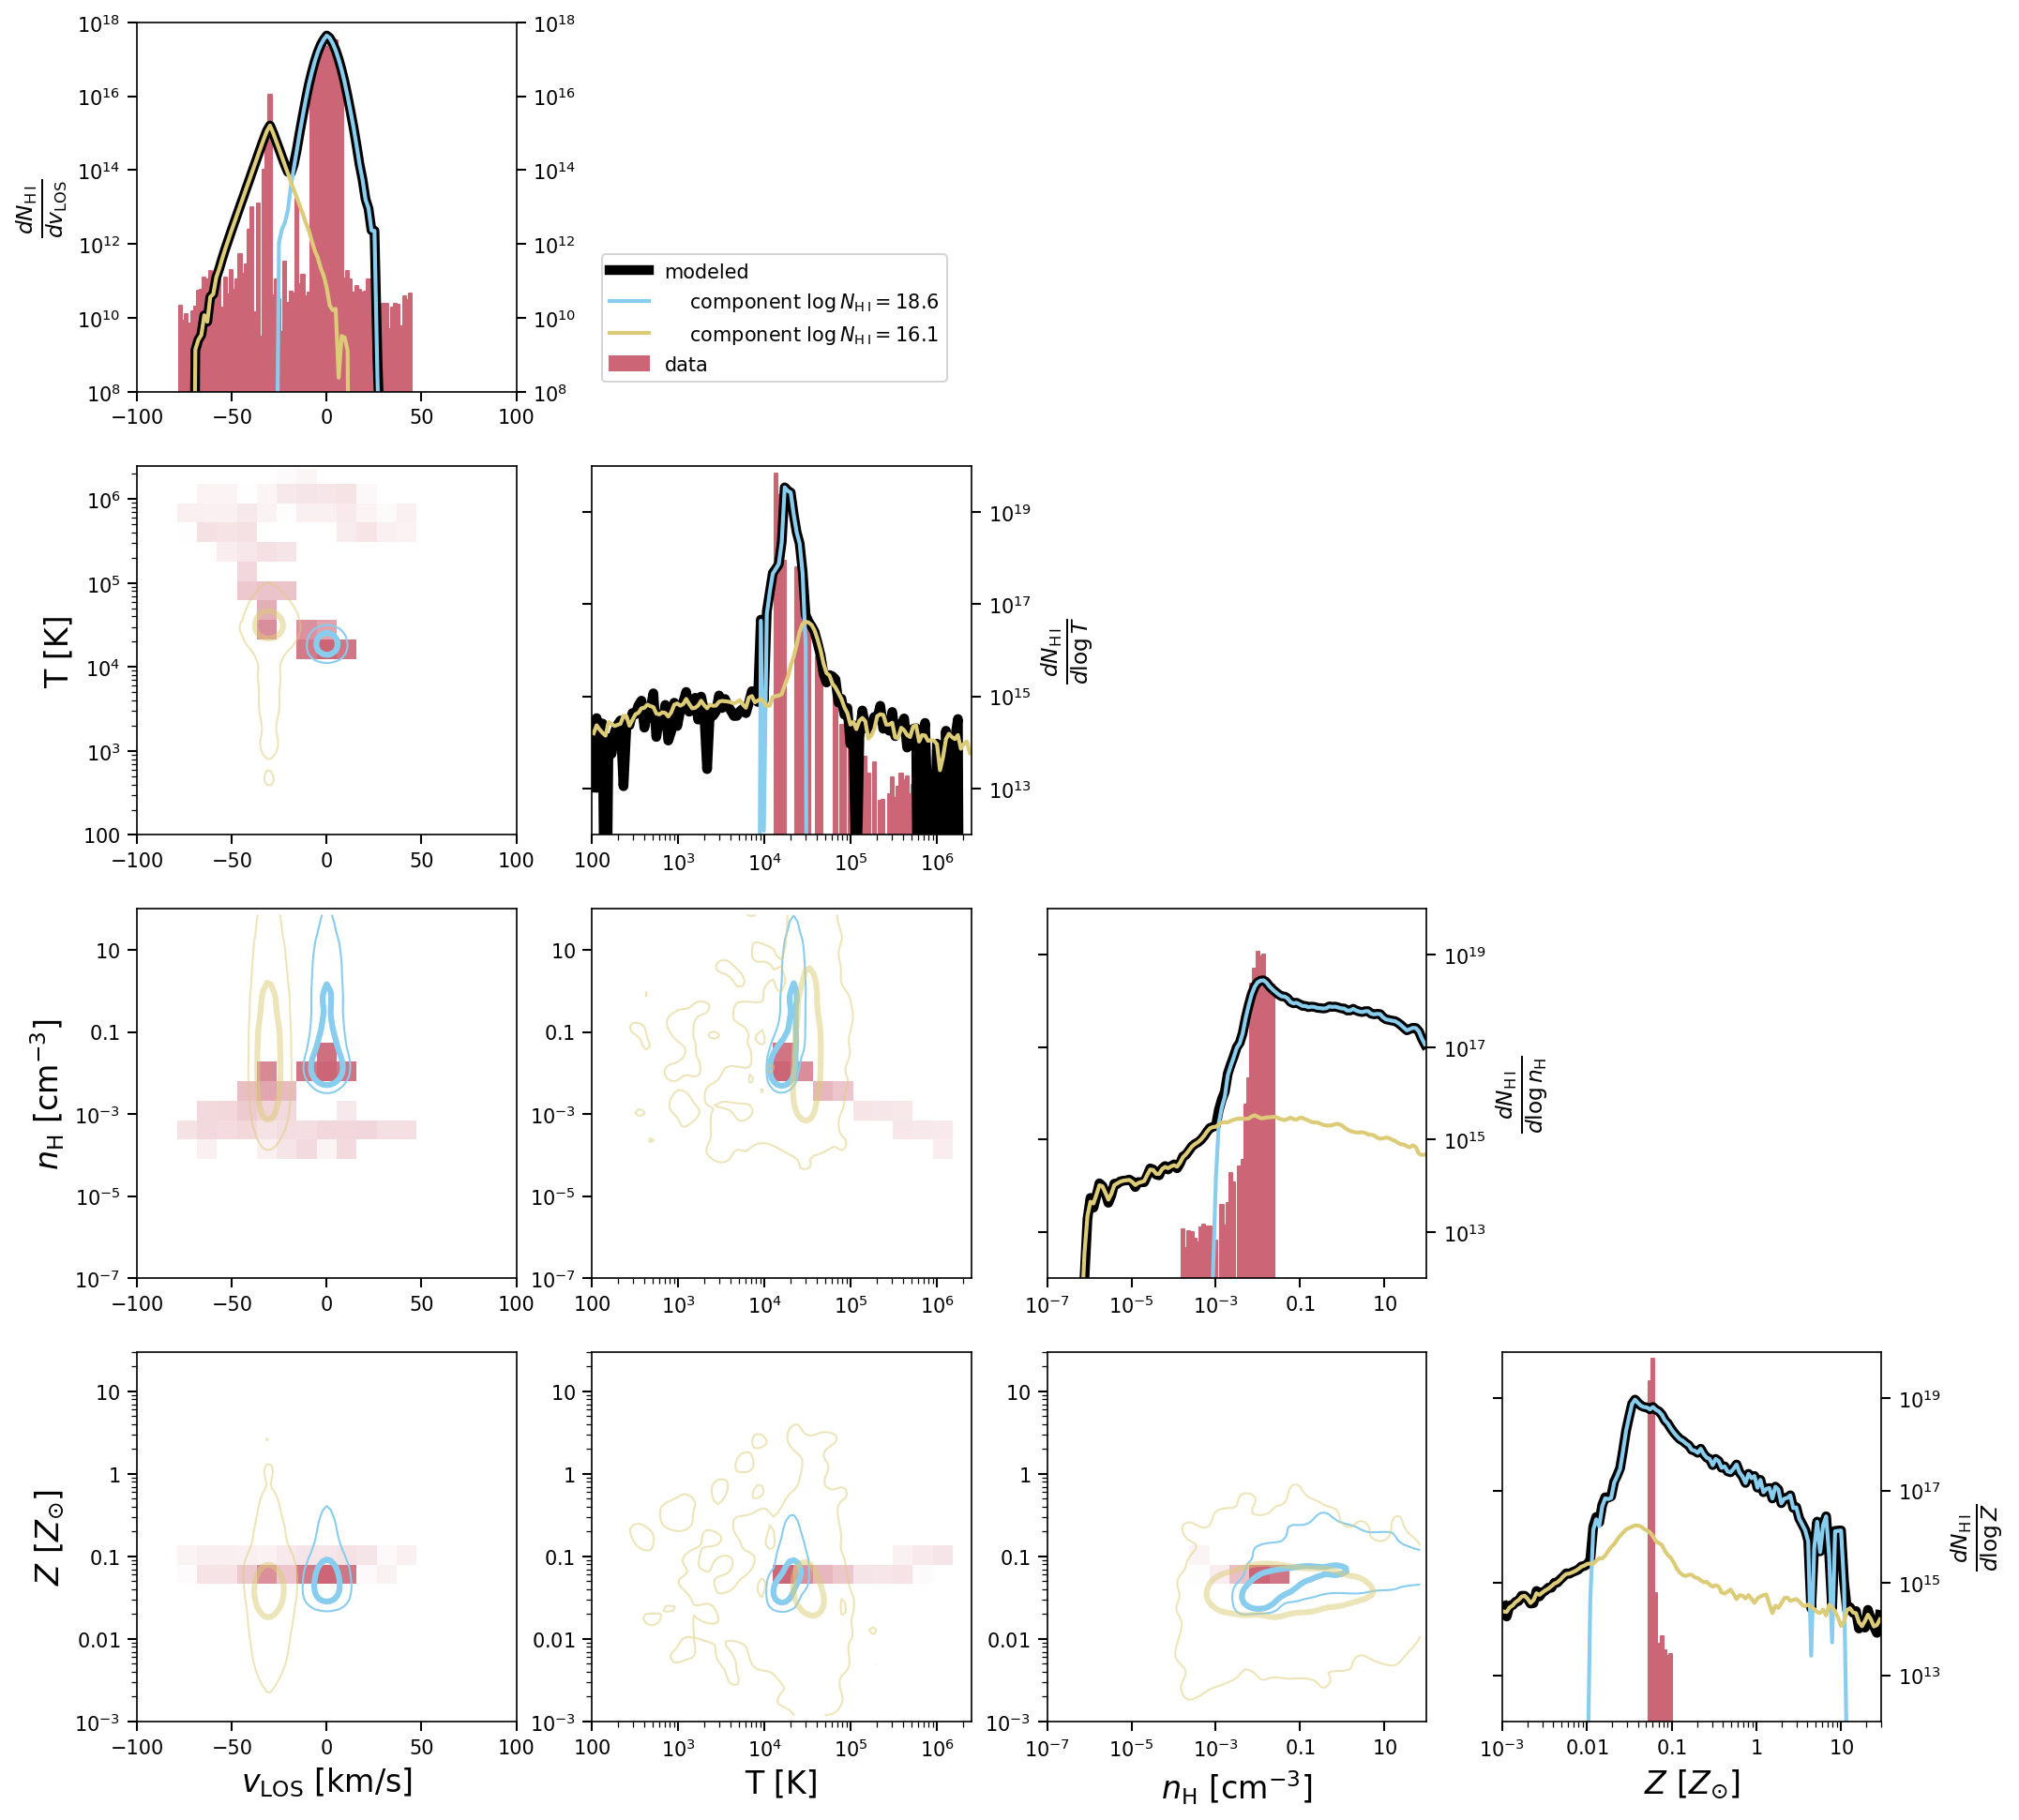 10^18
10^16
10^14
10^12
10^10
10^8
dN_HI / dv_LOS
10^18
10^16
10^14
10^12
10^10
10^8
−100 −50 0 50 100
modeled
component log N_HI = 18.6
component log N_HI = 16.1
data
10^6
10^5
10^4
10^3
100
T [K]
−100 −50 0 50 100
10^19
10^17
10^15
10^13
dN_HI / dlog T
100 10^3 10^4 10^5 10^6
10
0.1
10^−3
10^−5
10^−7
n_H [cm^−3]
−100 −50 0 50 100
100 10^3 10^4 10^5 10^6
10^19
10^17
10^15
10^13
dN_HI / dlog n_H
10^−7 10^−5 10^−3 0.1 10
10
1
0.1
0.01
10^−3
Z [Z_⊙]
−100 −50 0 50 100
v_LOS [km/s]
10
1
0.1
0.01
10^−3
100 10^3 10^4 10^5 10^6
T [K]
10
1
0.1
0.01
10^−3
10^−7 10^−5 10^−3 0.1 10
n_H [cm^−3]
10^19
10^17
10^15
10^13
dN_HI / dlog Z
10^−3 0.01 0.1 1 10
Z [Z_⊙]